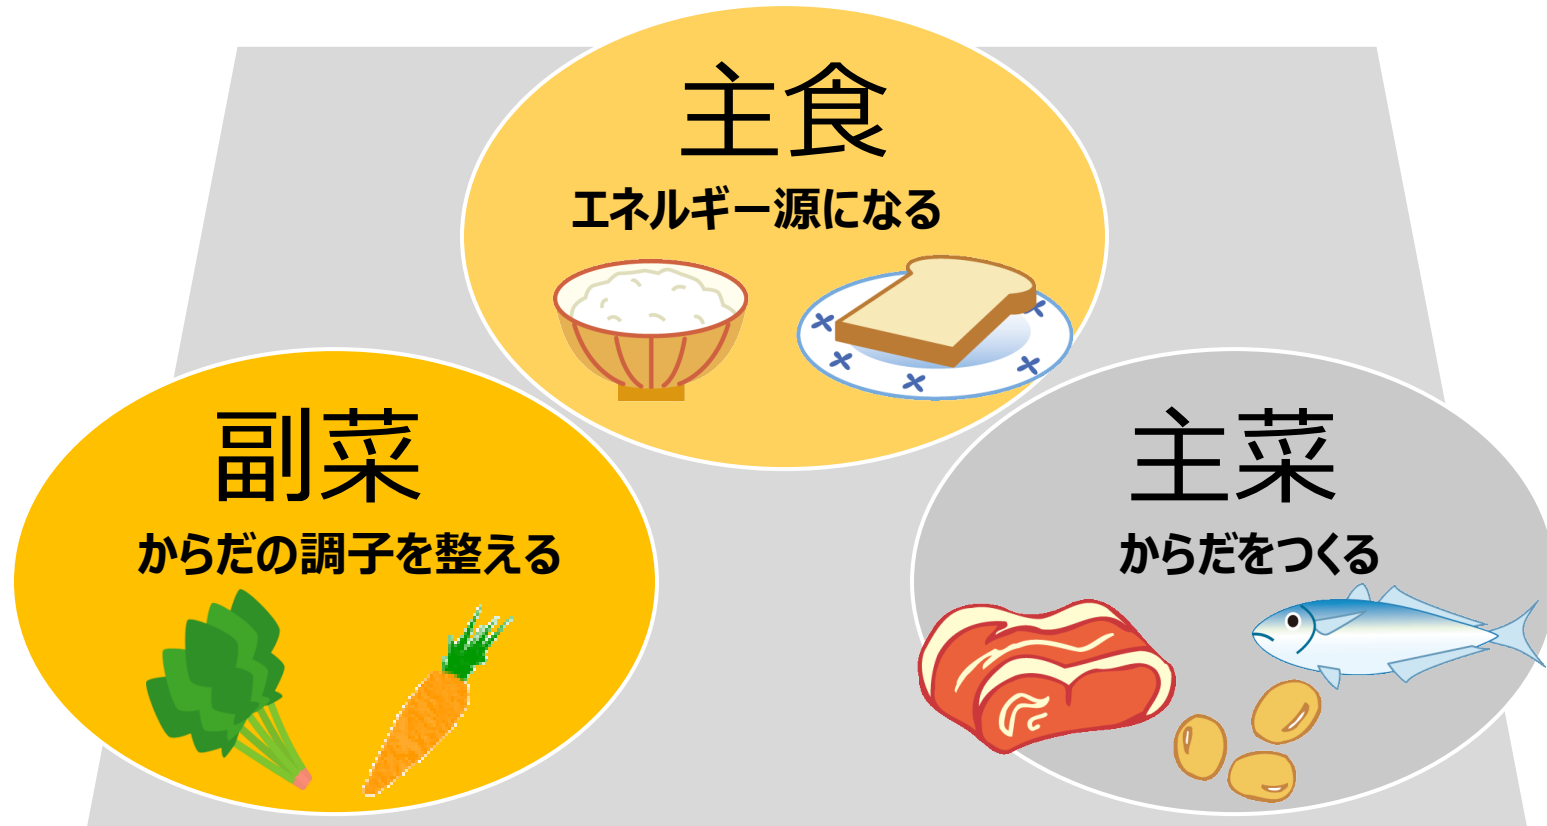 主食
エネルギー源になる
副菜
からだの調子を整える
主菜
からだをつくる